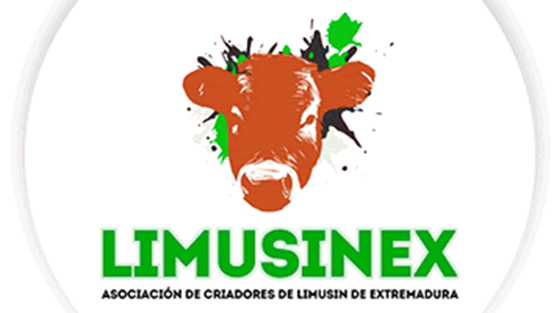 LIMUSINEX
ASOCIACIÓN DE CRIADORES DE LIMUSIN DE EXTREMADURA